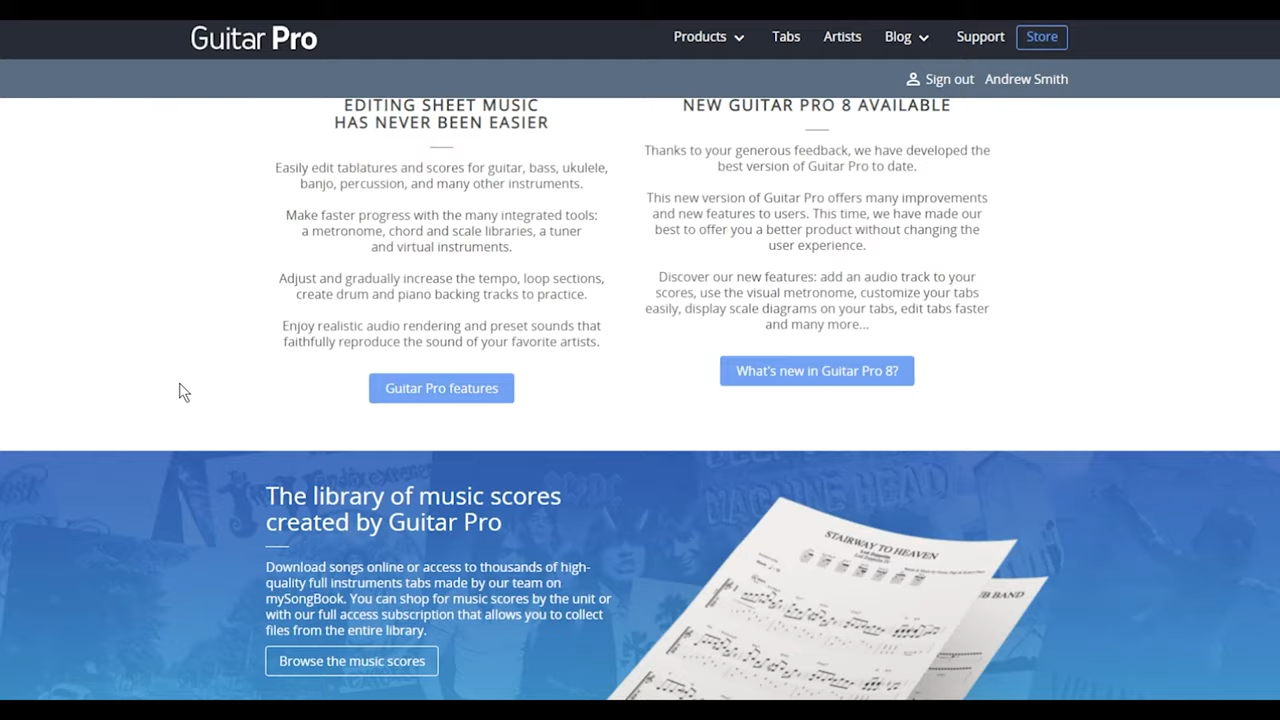 Guitar Pro
Products
Tabs
Artists
Blog
Support
Store
Sign out
Andrew Smith
EDITING SHEET MUSIC
HAS NEVER BEEN EASIER
Easily edit tablatures and scores for guitar, bass, ukulele,
banjo, percussion, and many other instruments.
Make faster progress with the many integrated tools:
a metronome, chord and scale libraries, a tuner
and virtual instruments.
Adjust and gradually increase the tempo, loop sections,
create drum and piano backing tracks to practice.
Enjoy realistic audio rendering and preset sounds that
faithfully reproduce the sound of your favorite artists.
Guitar Pro features
NEW GUITAR PRO 8 AVAILABLE
Thanks to your generous feedback, we have developed the
best version of Guitar Pro to date.
This new version of Guitar Pro offers many improvements
and new features to users. This time, we have made our
best to offer you a better product without changing the
user experience.
Discover our new features: add an audio track to your
scores, use the visual metronome, customize your tabs
easily, display scale diagrams on your tabs, edit tabs faster
and many more...
What's new in Guitar Pro 8?
The library of music scores
created by Guitar Pro
Download songs online or access to thousands of high-
quality full instruments tabs made by our team on
mySongBook. You can shop for music scores by the unit or
with our full access subscription that allows you to collect
files from the entire library.
Browse the music scores
MACHINE HEAD
STAIRWAY TO HEAVEN
Led Zeppelin
UB BAND